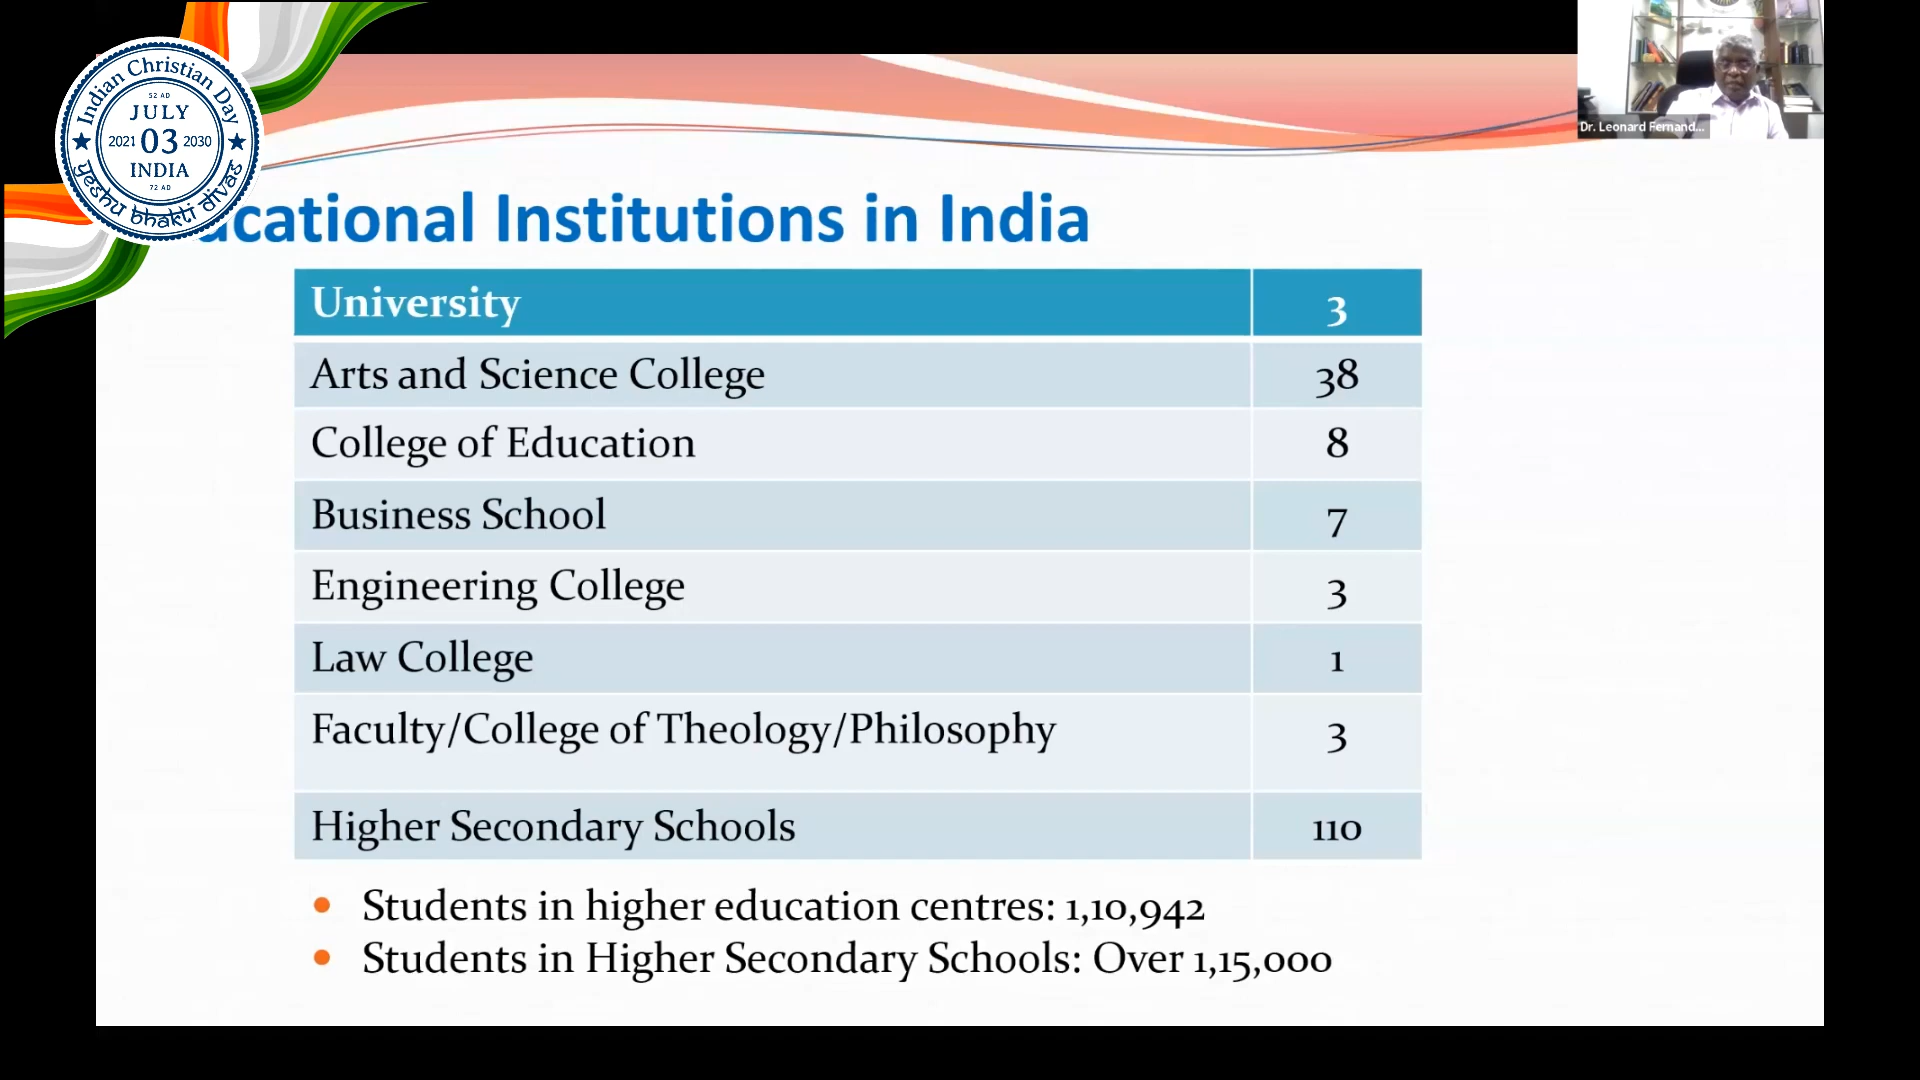 Indian Christian Day
52 AD
JULY
2021 03 2030
INDIA
72 AD
yeshu bhakti divas
Dr. Leonard Fernand...
ucational Institutions in India
University 3
Arts and Science College 38
College of Education 8
Business School 7
Engineering College 3
Law College 1
Faculty/College of Theology/Philosophy 3
Higher Secondary Schools 110
• Students in higher education centres: 1,10,942
• Students in Higher Secondary Schools: Over 1,15,000